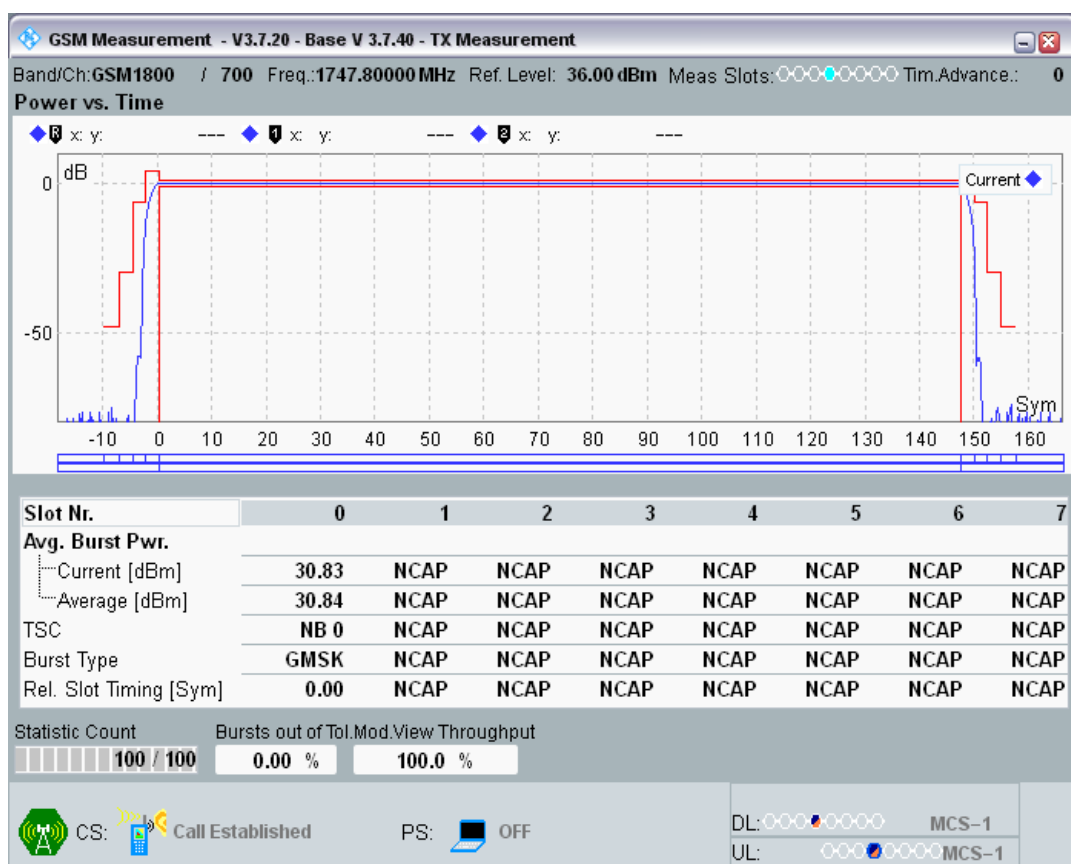 GSM Measurement - V3.7.20 - Base V 3.7.40 - TX Measurement
Band/Ch:GSM1800 / 700 Freq.:1747.80000 MHz Ref. Level: 36.00 dBm Meas Slots: Tim.Advance.: 0
Power vs. Time
R x: y: --- 1 x: y: --- 2 x: y: ---
dB
Current
0
-50
Sym
-10 0 10 20 30 40 50 60 70 80 90 100 110 120 130 140 150 160
Slot Nr. 0 1 2 3 4 5 6 7
Avg. Burst Pwr.
Current [dBm] 30.83 NCAP NCAP NCAP NCAP NCAP NCAP NCAP
Average [dBm] 30.84 NCAP NCAP NCAP NCAP NCAP NCAP NCAP
TSC NB 0 NCAP NCAP NCAP NCAP NCAP NCAP NCAP
Burst Type GMSK NCAP NCAP NCAP NCAP NCAP NCAP NCAP
Rel. Slot Timing [Sym] 0.00 NCAP NCAP NCAP NCAP NCAP NCAP NCAP
Statistic Count Bursts out of Tol.Mod.View Throughput
100 / 100 0.00 % 100.0 %
CS: Call Established PS: OFF
DL: MCS-1
UL: MCS-1